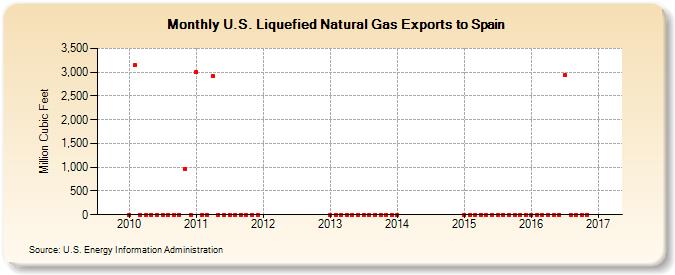 Monthly U.S. Liquefied Natural Gas Exports to Spain
Million Cubic Feet
3,500
3,000
2,500
2,000
1,500
1,000
500
0
2010 2011 2012 2013 2014 2015 2016 2017
Source: U.S. Energy Information Administration